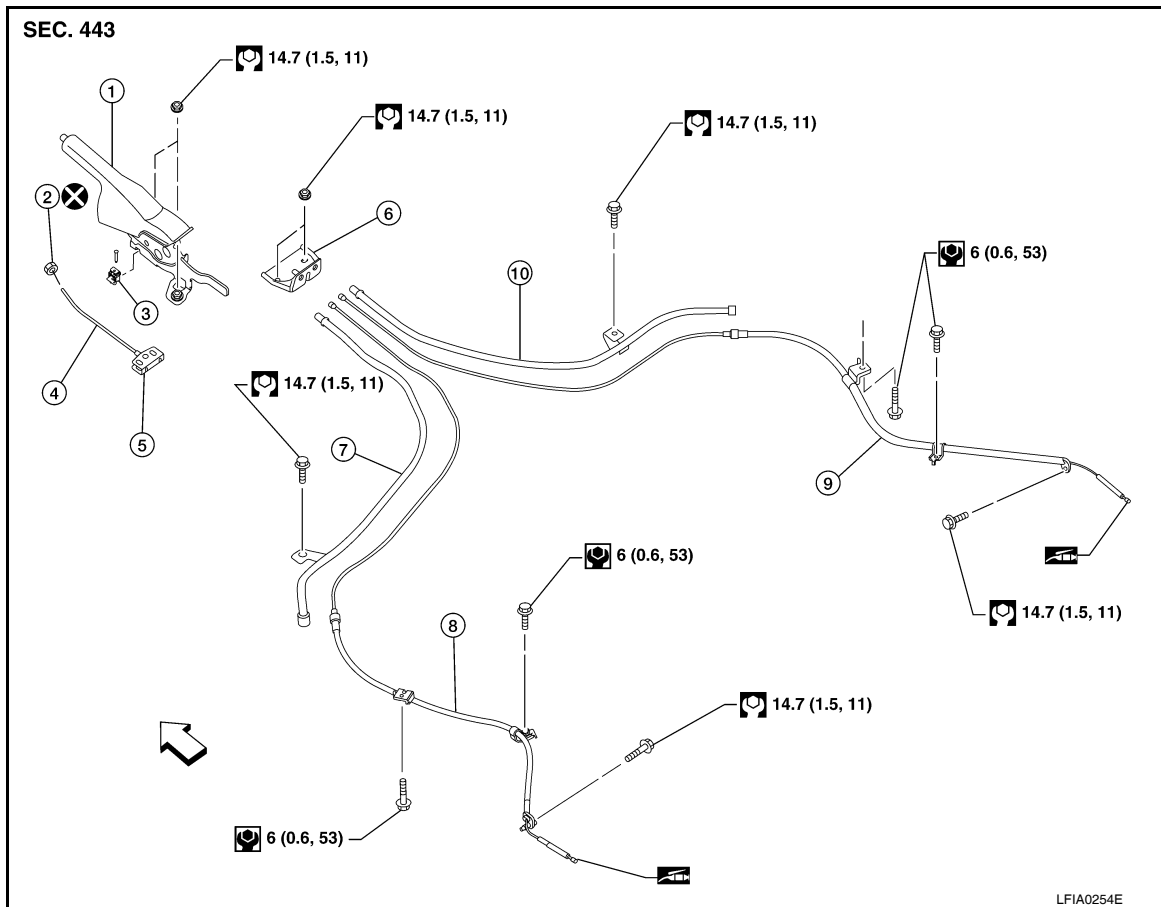 SEC. 443
14.7 (1.5, 11)
1
14.7 (1.5, 11)
14.7 (1.5, 11)
2
6
6 (0.6, 53)
10
3
14.7 (1.5, 11)
4
5
7
9
6 (0.6, 53)
14.7 (1.5, 11)
8
14.7 (1.5, 11)
6 (0.6, 53)
LFIA0254E